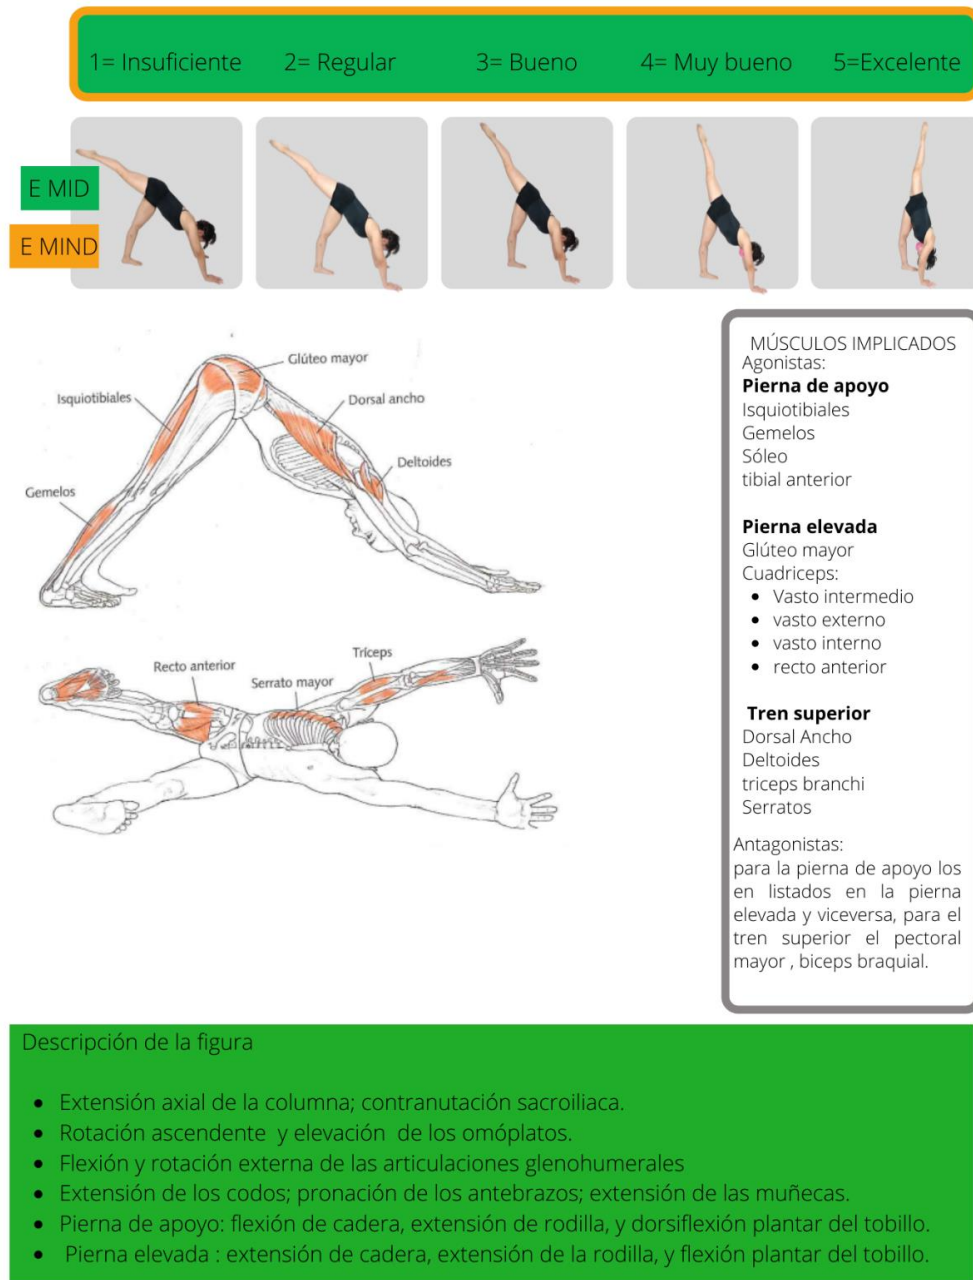 1= Insuficiente 2= Regular 3= Bueno 4= Muy bueno 5=Excelente
E MID
E MIND
Glúteo mayor
Isquiotibiales
Dorsal ancho
Deltoides
Gemelos
Recto anterior
Serrato mayor
Tríceps
MÚSCULOS IMPLICADOS
Agonistas:
Pierna de apoyo
Isquiotibiales
Gemelos
Sóleo
tibial anterior
Pierna elevada
Glúteo mayor
Cuadriceps:
• Vasto intermedio
• vasto externo
• vasto interno
• recto anterior
Tren superior
Dorsal Ancho
Deltoides
triceps branchi
Serratos
Antagonistas:
para la pierna de apoyo los
en listados en la pierna
elevada y viceversa, para el
tren superior el pectoral
mayor , biceps braquial.
Descripción de la figura
• Extensión axial de la columna; contranutación sacroiliaca.
• Rotación ascendente y elevación de los omóplatos.
• Flexión y rotación externa de las articulaciones glenohumerales
• Extensión de los codos; pronación de los antebrazos; extensión de las muñecas.
• Pierna de apoyo: flexión de cadera, extensión de rodilla, y dorsiflexión plantar del tobillo.
• Pierna elevada : extensión de cadera, extensión de la rodilla, y flexión plantar del tobillo.